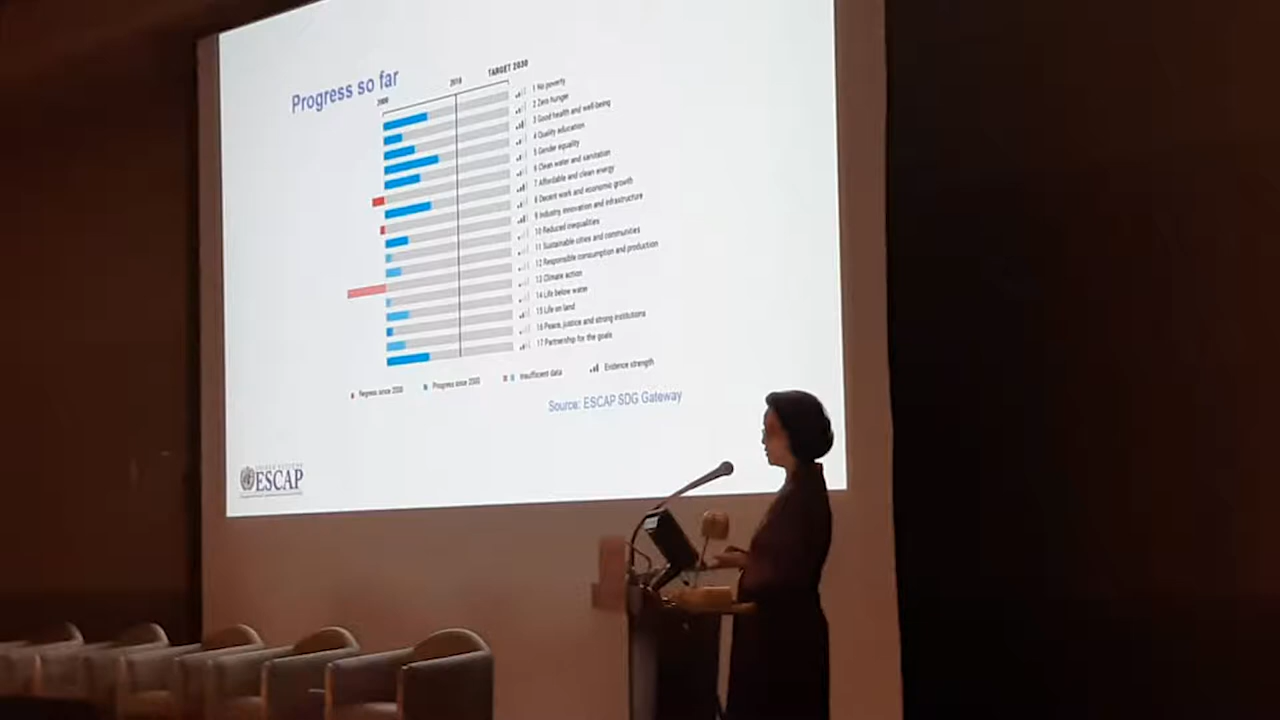 Progress so far
2000
2018
TARGET 2030
1 No poverty
2 Zero hunger
3 Good health and well-being
4 Quality education
5 Gender equality
6 Clean water and sanitation
7 Affordable and clean energy
8 Decent work and economic growth
9 Industry, innovation and infrastructure
10 Reduced inequalities
11 Sustainable cities and communities
12 Responsible consumption and production
13 Climate action
14 Life below water
15 Life on land
16 Peace, justice and strong institutions
17 Partnership for the goals
Regress since 2000
Progress since 2000
Insufficient data
Evidence strength
Source: ESCAP SDG Gateway
UNITED NATIONS
ESCAP